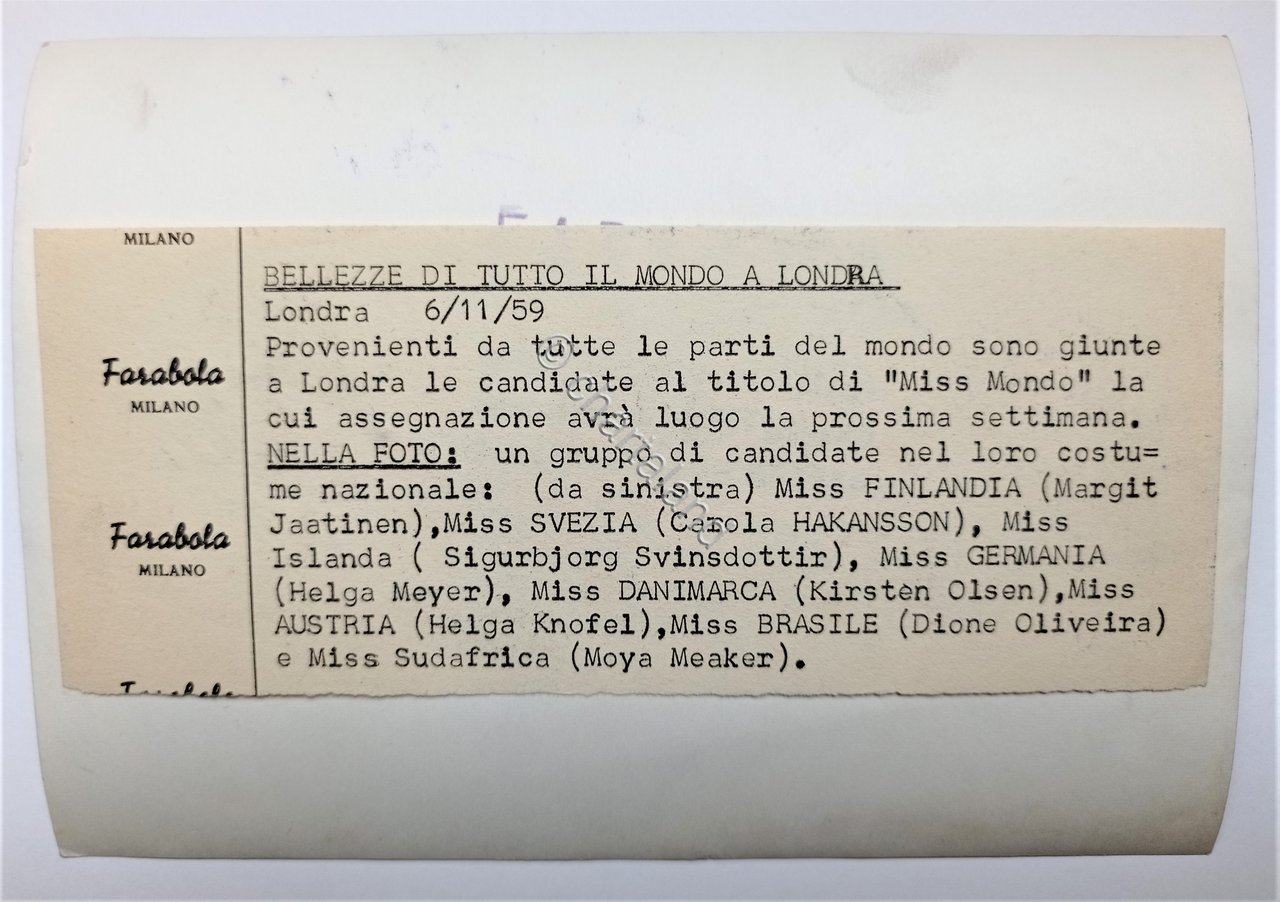 MILANO
Farabola
MILANO
Farabola
MILANO
BELLEZZE DI TUTTO IL MONDO A LONDRA
Londra 6/11/59
Provenienti da tutte le parti del mondo sono giunte
a Londra le candidate al titolo di "Miss Mondo" la
cui assegnazione avrà luogo la prossima settimana.
NELLA FOTO: un gruppo di candidate nel loro costu=
me nazionale: (da sinistra) Miss FINLANDIA (Margit
Jaatinen),Miss SVEZIA (Carola HAKANSSON), Miss
Islanda ( Sigurbjorg Svinsdottir), Miss GERMANIA
(Helga Meyer), Miss DANIMARCA (Kirsten Olsen),Miss
AUSTRIA (Helga Knofel),Miss BRASILE (Dione Oliveira)
e Miss Sudafrica (Moya Meaker).